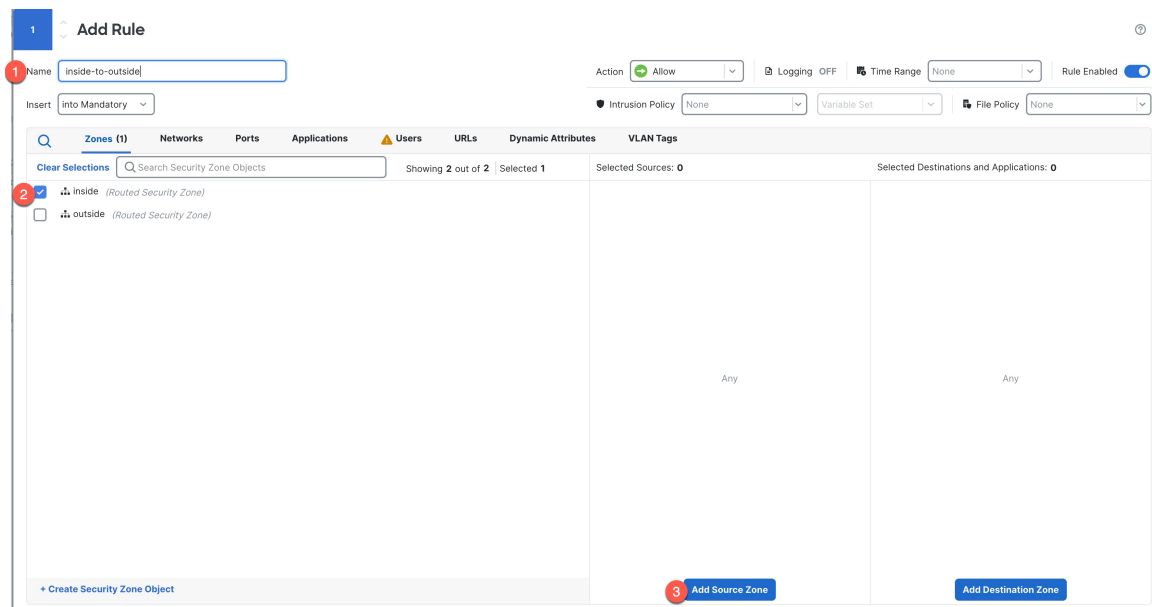 1 Add Rule
1 Name inside-to-outside Action Allow Logging OFF Time Range None Rule Enabled
Insert into Mandatory Intrusion Policy None Variable Set File Policy None
Zones (1) Networks Ports Applications Users URLs Dynamic Attributes VLAN Tags
Clear Selections Search Security Zone Objects Showing 2 out of 2 Selected 1 Selected Sources: 0 Selected Destinations and Applications: 0
2 inside (Routed Security Zone)
outside (Routed Security Zone)
Any Any
+ Create Security Zone Object 3 Add Source Zone Add Destination Zone